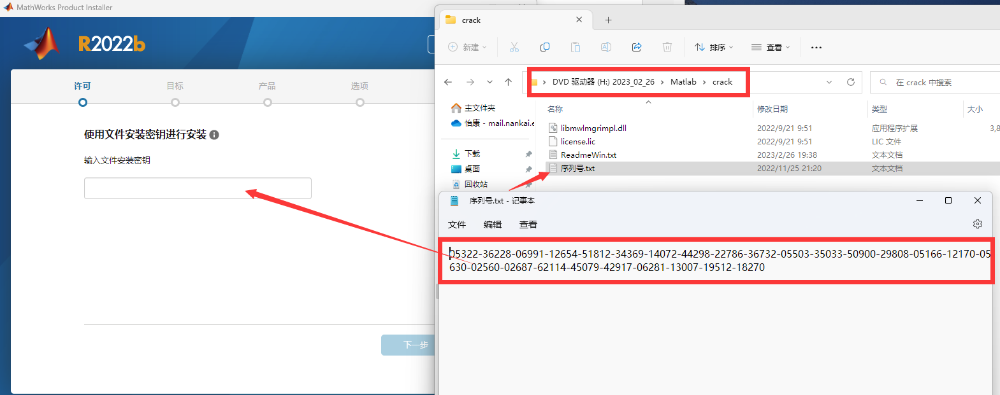 MathWorks Product Installer
R2022b
许可
目标
产品
选项
使用文件安装密钥进行安装
输入文件安装密钥
下一步
crack
新建
排序
查看
DVD 驱动器 (H:) 2023_02_26 › Matlab › crack
在 crack 中搜索
主文件夹
怡康 - mail.nankai.e
下载
桌面
回收站
名称 修改日期 类型 大小
libmwlmgrimpl.dll 2022/9/21 9:51 应用程序扩展 3,8
license.lic 2022/9/21 9:51 LIC 文件
ReadmeWin.txt 2023/2/26 19:38 文本文档
序列号.txt 2022/11/25 21:20 文本文档
序列号.txt - 记事本
文件 编辑 查看
05322-36228-06991-12654-51812-34369-14072-44298-22786-36732-05503-35033-50900-29808-05166-12170-05
630-02560-02687-62114-45079-42917-06281-13007-19512-18270